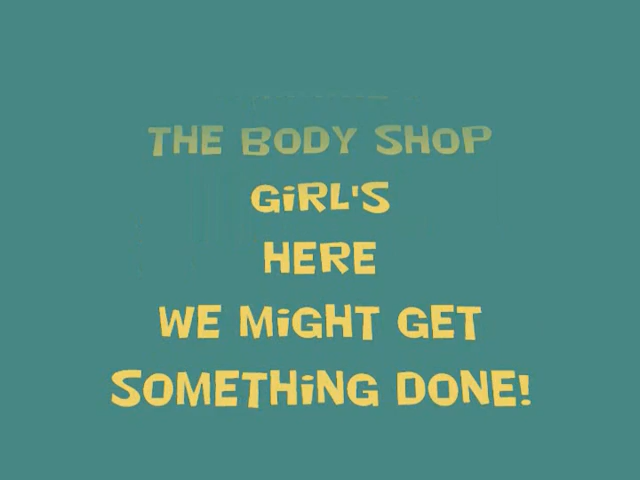 THE BODY SHOP
GiRL'S
HERE
WE MiGHT GET
SOMETHiNG DONE!